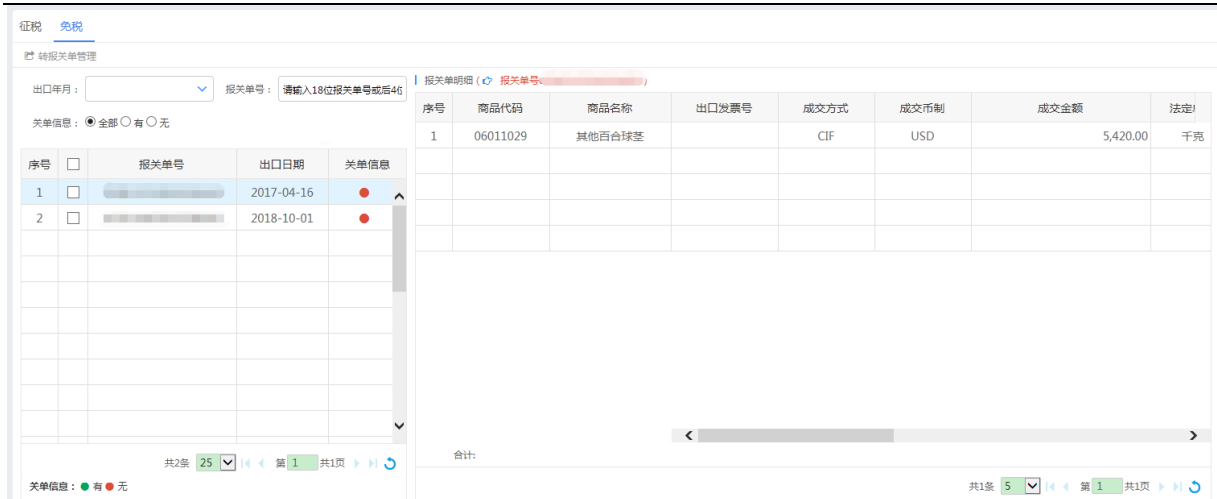 征税 免税
转报关单管理
出口年月： 报关单号： 请输入18位报关单号或后4位
关单信息： 全部 有 无
序号 报关单号 出口日期 关单信息
1 2017-04-16
2 2018-10-01
共2条 25 第 1 共1页
关单信息： 有 无
报关单明细 ( 报关单号: )
序号 商品代码 商品名称 出口发票号 成交方式 成交币制 成交金额 法定
1 06011029 其他百合球茎 CIF USD 5,420.00 千克
合计:
共1条 5 第 1 共1页